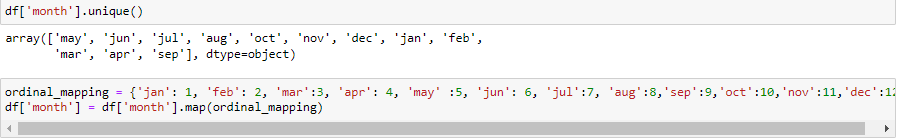 df['month'].unique()
array(['may', 'jun', 'jul', 'aug', 'oct', 'nov', 'dec', 'jan', 'feb',
'mar', 'apr', 'sep'], dtype=object)
ordinal_mapping = {'jan': 1, 'feb': 2, 'mar':3, 'apr': 4, 'may' :5, 'jun': 6, 'jul':7, 'aug':8,'sep':9,'oct':10,'nov':11,'dec':12
df['month'] = df['month'].map(ordinal_mapping)